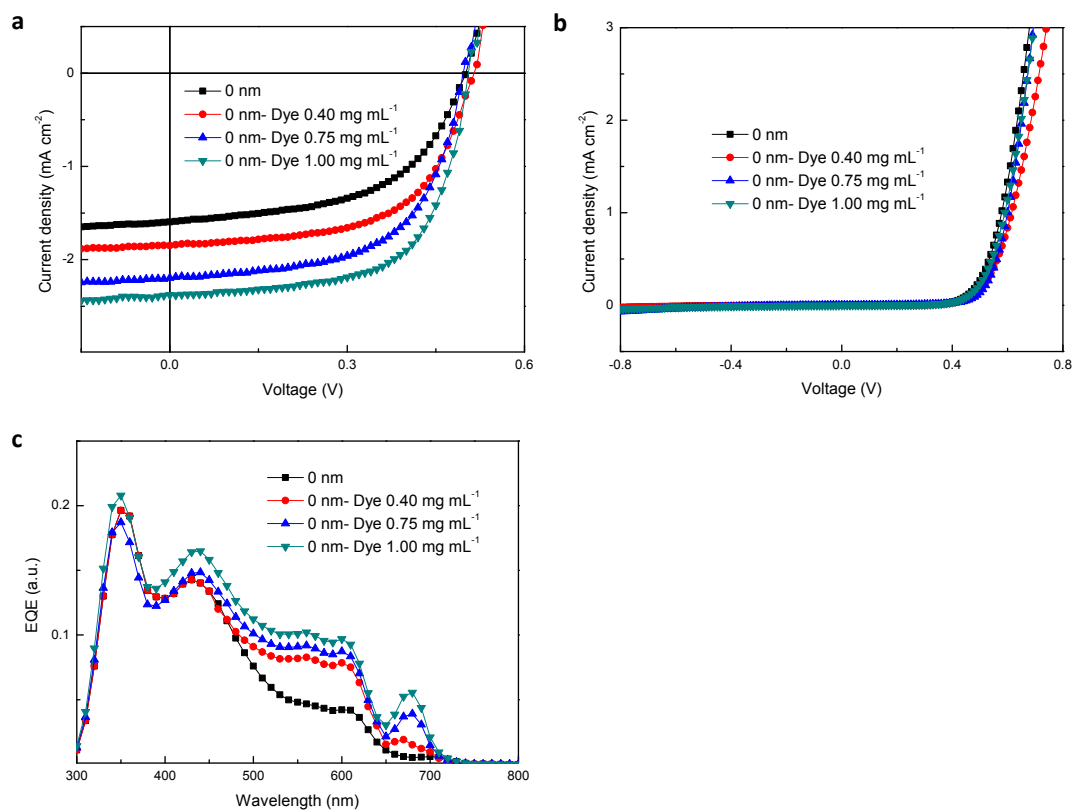 a
0 nm
0 nm- Dye 0.40 mg mL⁻¹
0 nm- Dye 0.75 mg mL⁻¹
0 nm- Dye 1.00 mg mL⁻¹
0
-1
-2
0.0
0.3
0.6
Current density (mA cm⁻²)
Voltage (V)
b
0 nm
0 nm- Dye 0.40 mg mL⁻¹
0 nm- Dye 0.75 mg mL⁻¹
0 nm- Dye 1.00 mg mL⁻¹
3
2
1
0
-0.8
-0.4
0.0
0.4
0.8
Current density (mA cm⁻²)
Voltage (V)
c
0 nm
0 nm- Dye 0.40 mg mL⁻¹
0 nm- Dye 0.75 mg mL⁻¹
0 nm- Dye 1.00 mg mL⁻¹
0.2
0.1
0.0
300
400
500
600
700
800
EQE (a.u.)
Wavelength (nm)